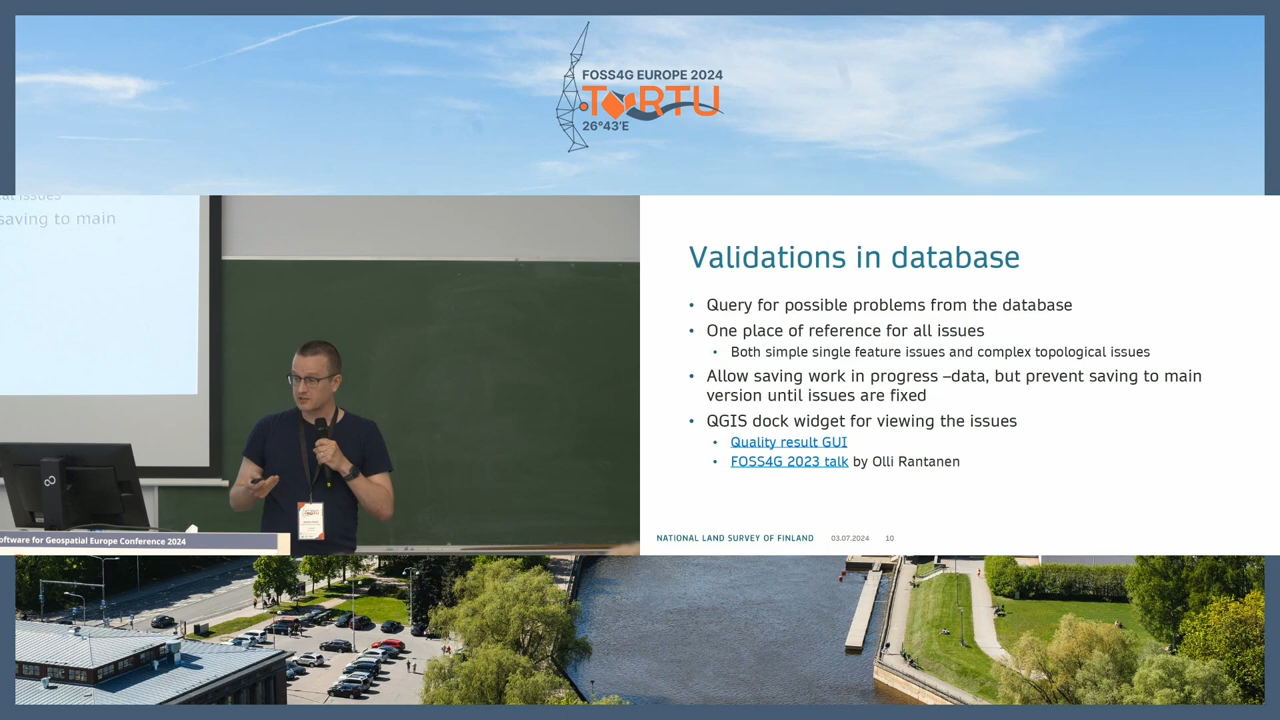 FOSS4G EUROPE 2024
TARTU
26°43'E
saving to main
oftware for Geospatial Europe Conference 2024
Validations in database
• Query for possible problems from the database
• One place of reference for all issues
• Both simple single feature issues and complex topological issues
• Allow saving work in progress –data, but prevent saving to main
version until issues are fixed
• QGIS dock widget for viewing the issues
• Quality result GUI
• FOSS4G 2023 talk by Olli Rantanen
NATIONAL LAND SURVEY OF FINLAND 03.07.2024 10